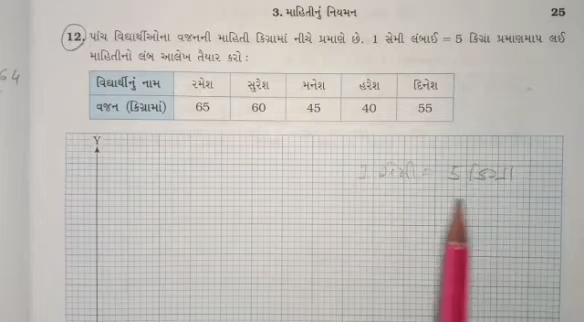 3. માહિતીનું નિયમન 25
12. પાંચ વિદ્યાર્થીઓના વજનની માહિતી કિગ્રામાં નીચે પ્રમાણે છે. 1 સેમી લંબાઈ = 5 કિગ્રા પ્રમાણમાપ લઈ
માહિતીનો લંબ આલેખ તૈયાર કરો :
64
વિદ્યાર્થીનું નામ રમેશ સુરેશ મનેશ હરેશ દિનેશ
વજન (કિગ્રામાં) 65 60 45 40 55
Y
1 સેમી = 5 કિગ્રા